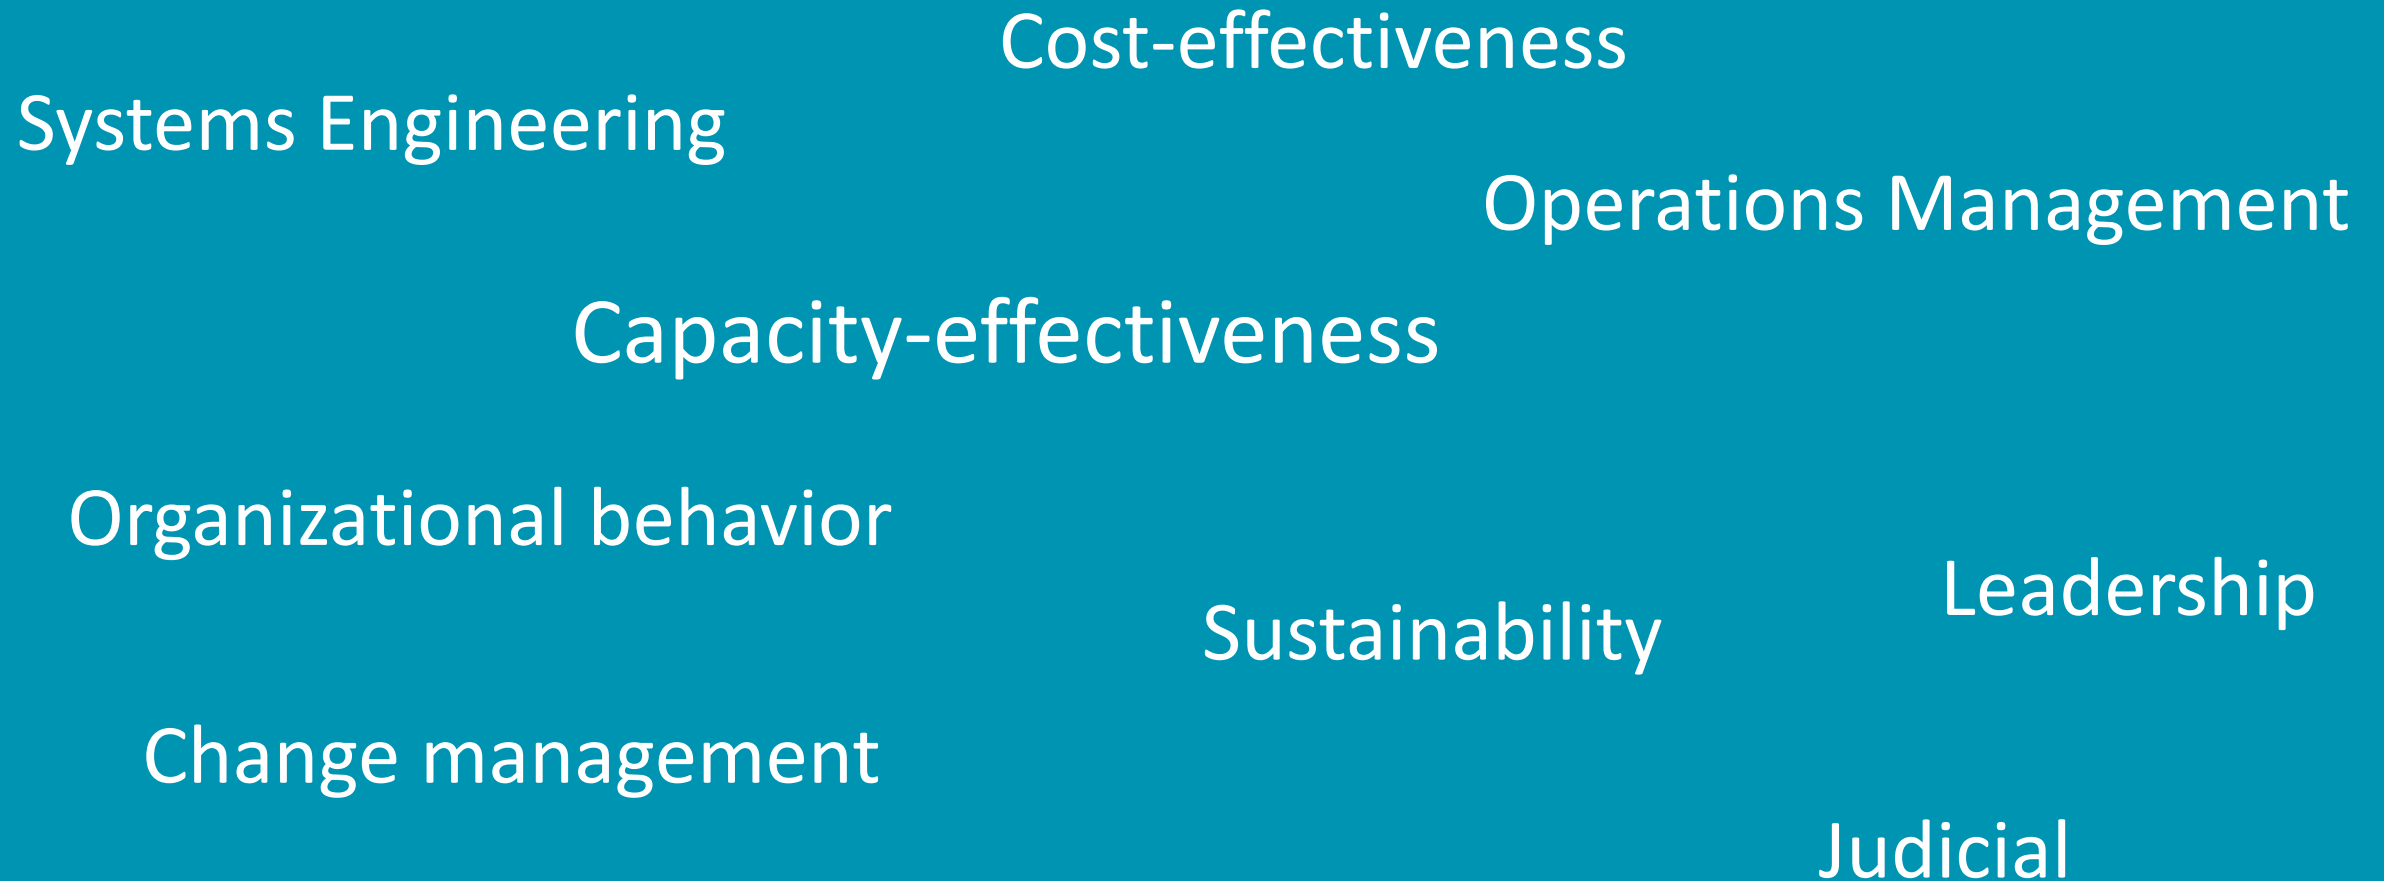 Cost-effectiveness
Systems Engineering
Operations Management
Capacity-effectiveness
Organizational behavior
Leadership
Sustainability
Change management
Judicial